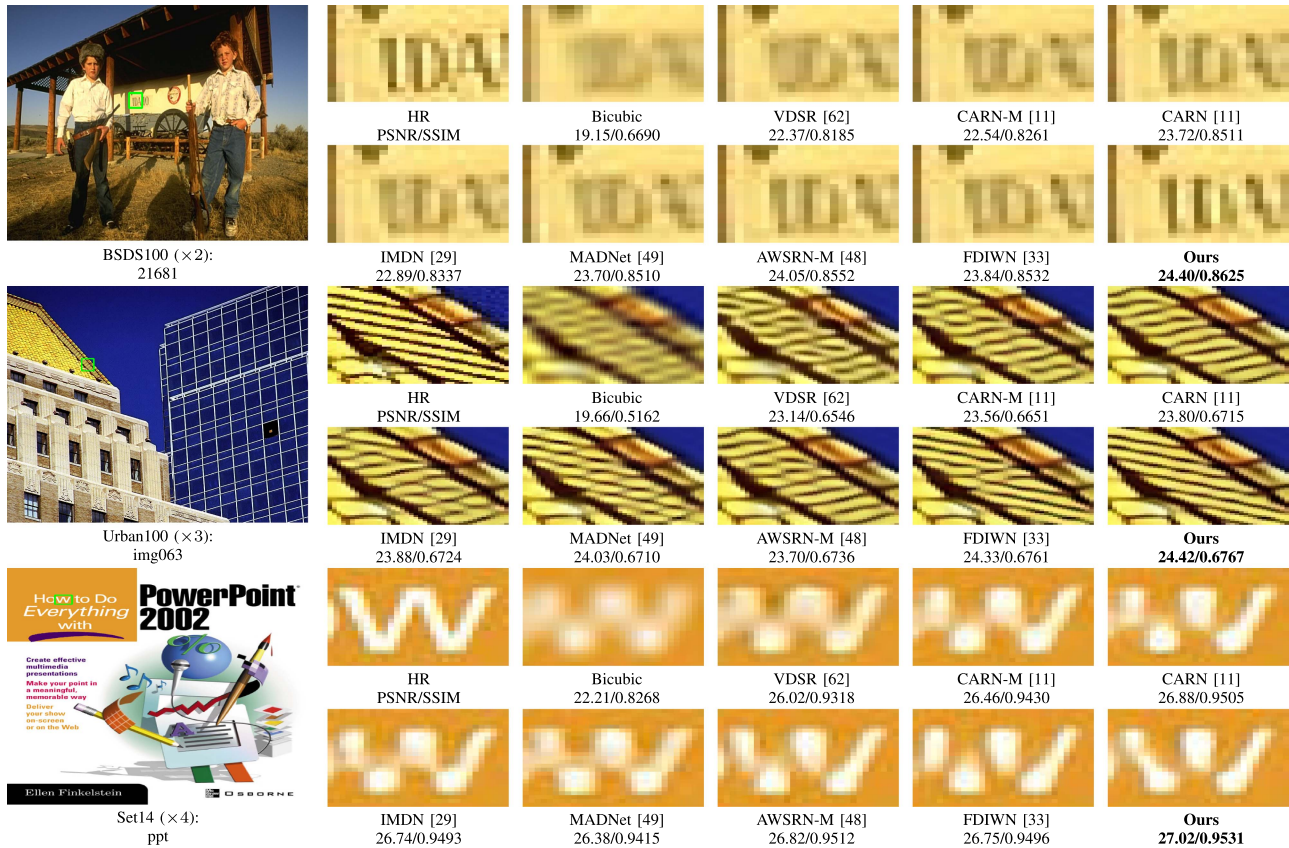 HR
PSNR/SSIM
Bicubic
19.15/0.6690
VDSR [62]
22.37/0.8185
CARN-M [11]
22.54/0.8261
CARN [11]
23.72/0.8511
BSDS100 (×2):
21681
IMDN [29]
22.89/0.8337
MADNet [49]
23.70/0.8510
AWSRN-M [48]
24.05/0.8552
FDIWN [33]
23.84/0.8532
Ours
24.40/0.8625
HR
PSNR/SSIM
Bicubic
19.66/0.5162
VDSR [62]
23.14/0.6546
CARN-M [11]
23.56/0.6651
CARN [11]
23.80/0.6715
Urban100 (×3):
img063
IMDN [29]
23.88/0.6724
MADNet [49]
24.03/0.6710
AWSRN-M [48]
23.70/0.6736
FDIWN [33]
24.33/0.6761
Ours
24.42/0.6767
How to Do
Everything
with
PowerPoint
2002
Create effective
multimedia
presentations
Make your point in
a meaningful,
memorable way
Deliver
your show
on-screen
or on the Web
Ellen Finkelstein
OSBORNE
W
HR
PSNR/SSIM
Bicubic
22.21/0.8268
VDSR [62]
26.02/0.9318
CARN-M [11]
26.46/0.9430
CARN [11]
26.88/0.9505
Set14 (×4):
ppt
IMDN [29]
26.74/0.9493
MADNet [49]
26.38/0.9415
AWSRN-M [48]
26.82/0.9512
FDIWN [33]
26.75/0.9496
Ours
27.02/0.9531